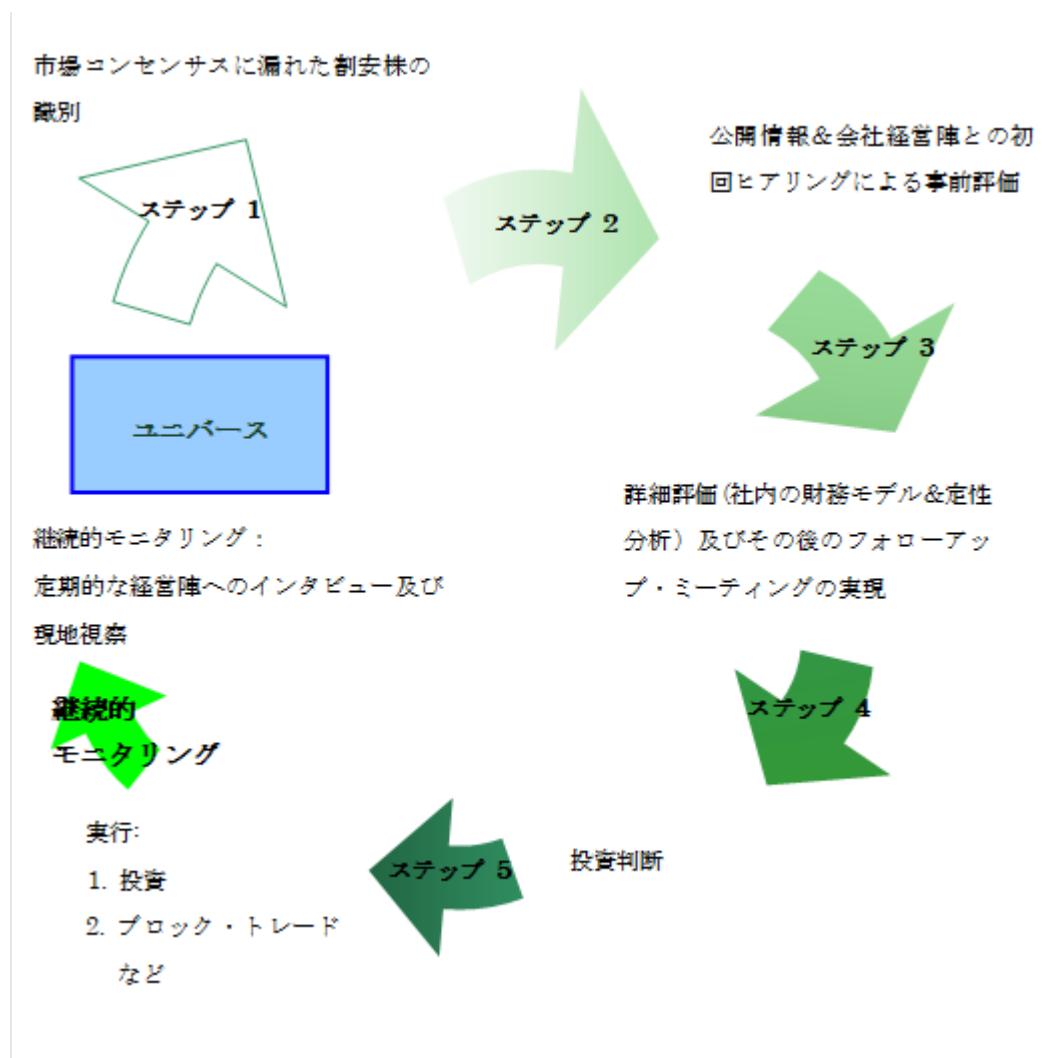 市場コンセンサスに漏れた割安株の
識別
ステップ 1
ステップ 2
公開情報&会社経営陣との初
回ヒアリングによる事前評価
ステップ 3
ユニバース
詳細評価(社内の財務モデル&定性
分析)及びその後のフォローアッ
プ・ミーティングの実現
ステップ 4
投資判断
ステップ 5
実行:
1. 投資
2. ブロック・トレード
など
継続的
モニタリング
継続的モニタリング:
定期的な経営陣へのインタビュー及び
現地視察